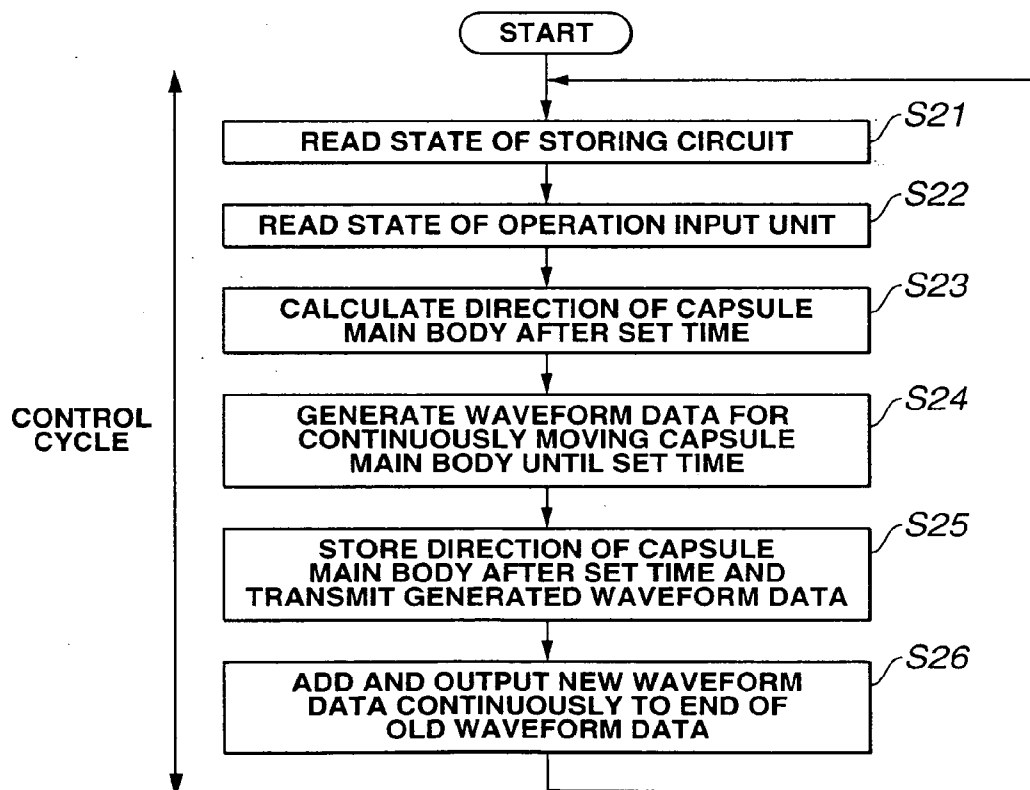 START
S21
READ STATE OF STORING CIRCUIT
S22
READ STATE OF OPERATION INPUT UNIT
S23
CALCULATE DIRECTION OF CAPSULE
MAIN BODY AFTER SET TIME
S24
GENERATE WAVEFORM DATA FOR
CONTINUOUSLY MOVING CAPSULE
MAIN BODY UNTIL SET TIME
CONTROL
CYCLE
S25
STORE DIRECTION OF CAPSULE
MAIN BODY AFTER SET TIME AND
TRANSMIT GENERATED WAVEFORM DATA
S26
ADD AND OUTPUT NEW WAVEFORM
DATA CONTINUOUSLY TO END OF
OLD WAVEFORM DATA